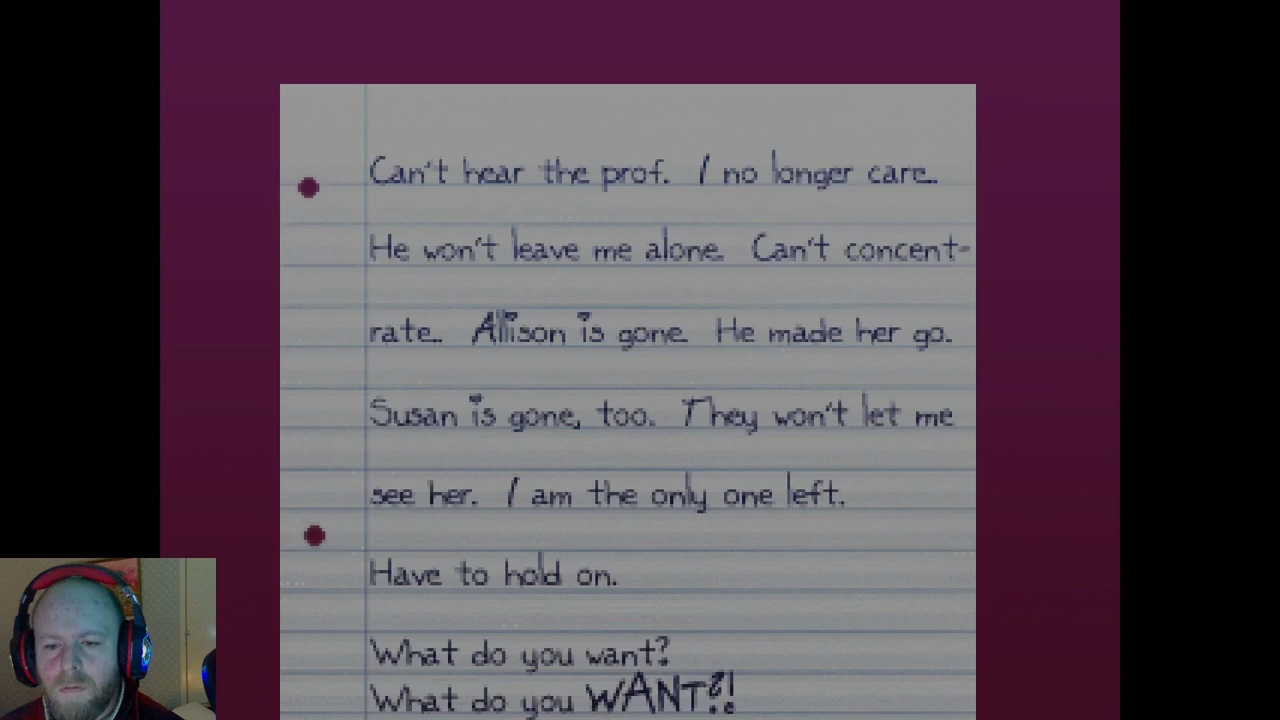 Can't hear the prof. I no longer care.
He won't leave me alone. Can't concent-
rate. Allison is gone. He made her go.
Susan is gone, too. They won't let me
see her. I am the only one left.
Have to hold on.
What do you want?
What do you WANT?!